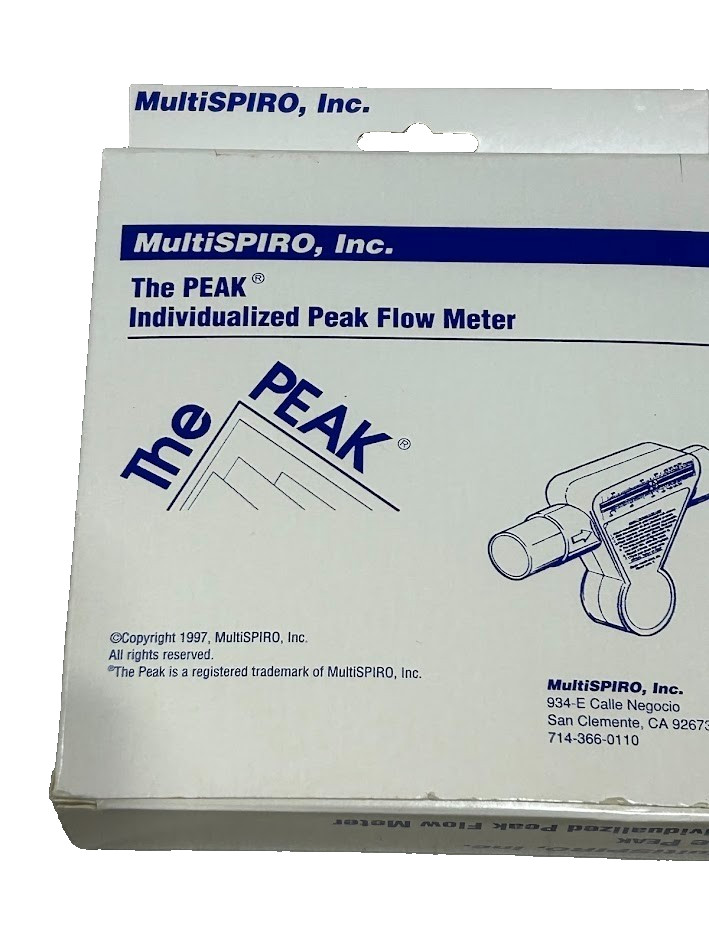 MultiSPIRO, Inc.
MultiSPIRO, Inc.
The PEAK®
Individualized Peak Flow Meter
The PEAK®
©Copyright 1997, MultiSPIRO, Inc.
All rights reserved.
®The Peak is a registered trademark of MultiSPIRO, Inc.
MultiSPIRO, Inc.
934-E Calle Negocio
San Clemente, CA 92673
714-366-0110
Peak Flow Meter
PEAK
Inc.